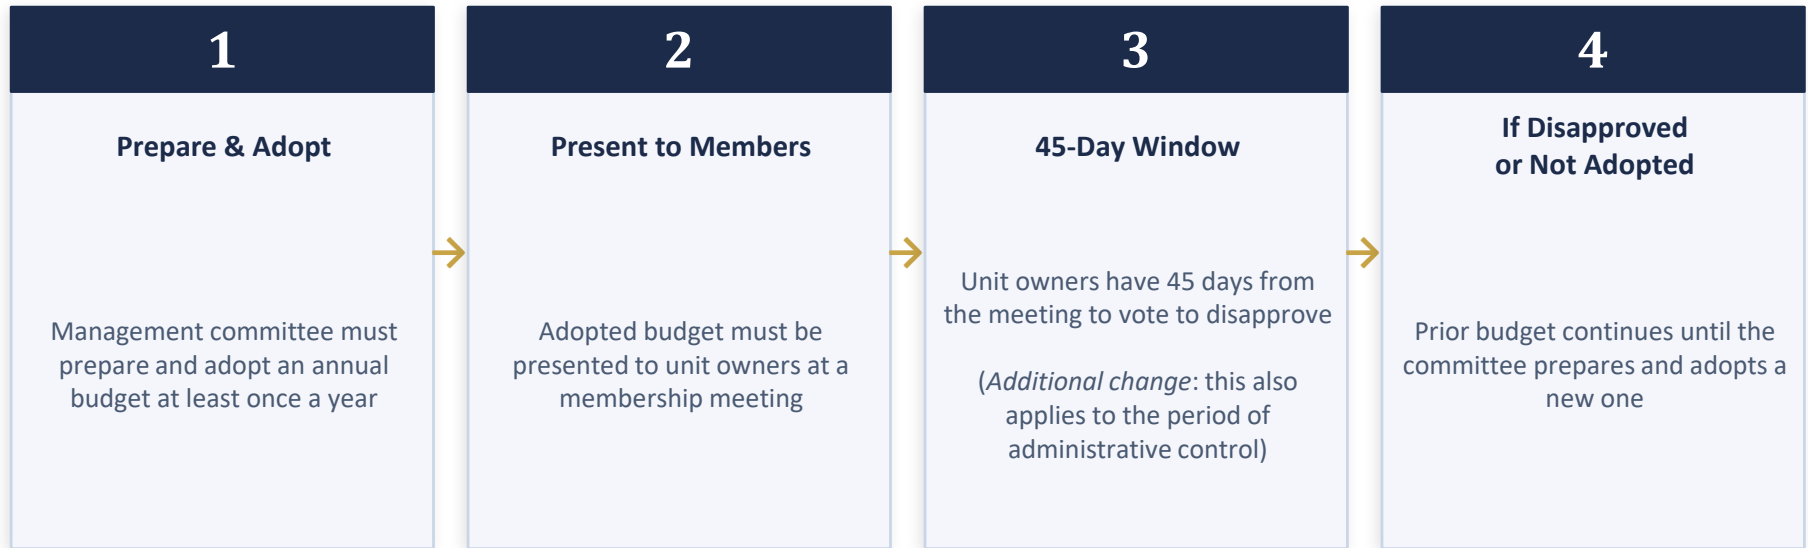 1
Prepare & Adopt
Management committee must
prepare and adopt an annual
budget at least once a year
2
Present to Members
Adopted budget must be
presented to unit owners at a
membership meeting
3
45-Day Window
Unit owners have 45 days from
the meeting to vote to disapprove
(Additional change: this also
applies to the period of
administrative control)
4
If Disapproved
or Not Adopted
Prior budget continues until the
committee prepares and adopts a
new one